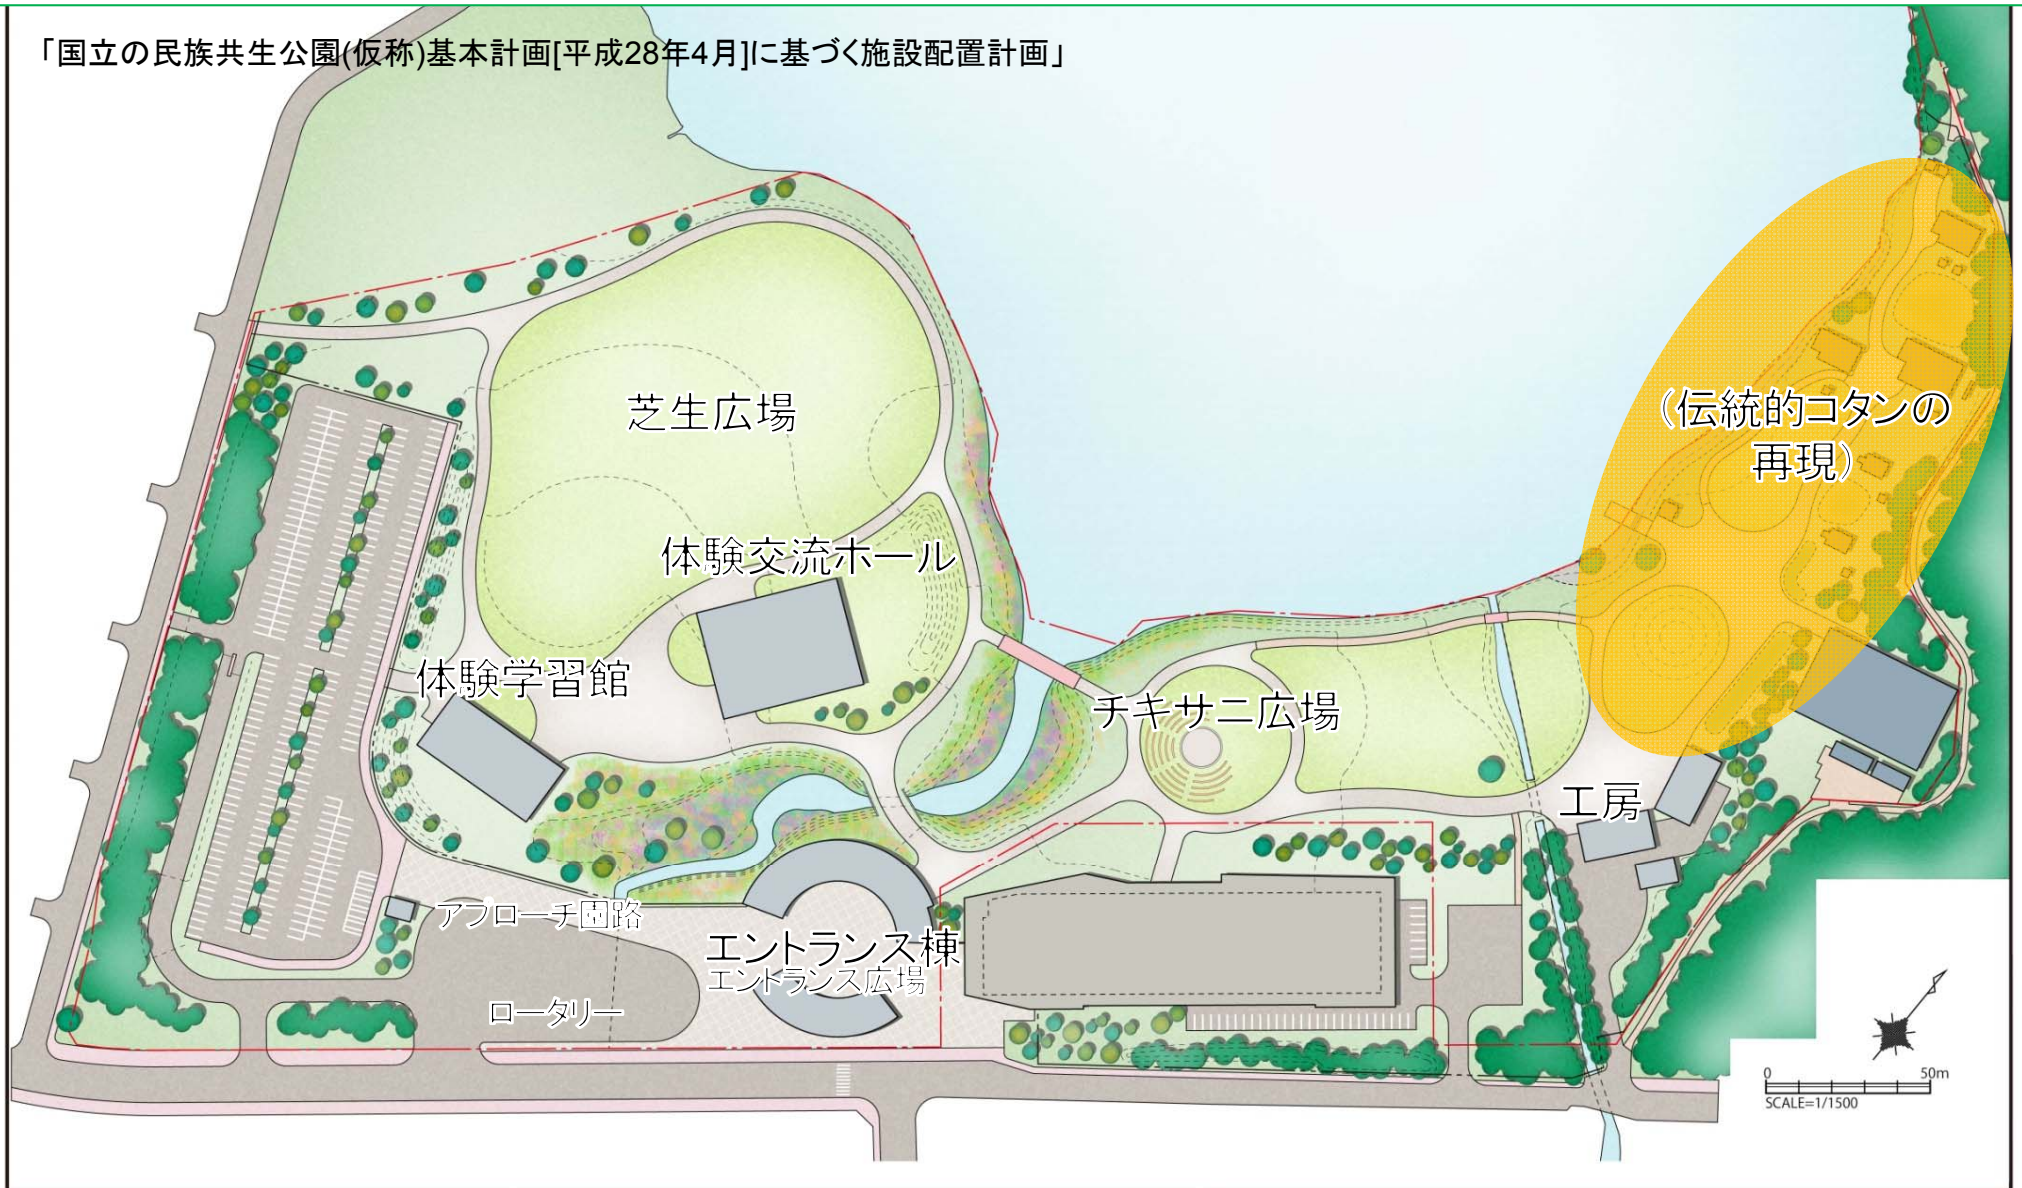 「国立の民族共生公園(仮称)基本計画[平成28年4月]に基づく施設配置計画」
芝生広場
(伝統的コタンの
再現)
体験交流ホール
体験学習館
チキサニ広場
工房
アプローチ園路
エントランス棟
エントランス広場
ロータリー
0 50m
SCALE=1/1500